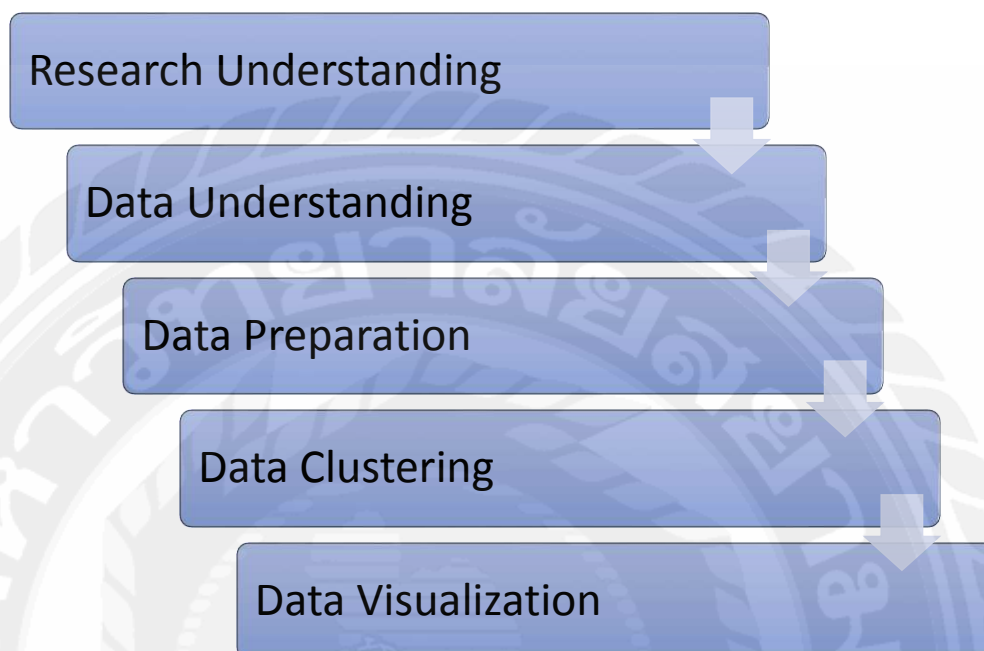 Research Understanding
Data Understanding
Data Preparation
Data Clustering
Data Visualization